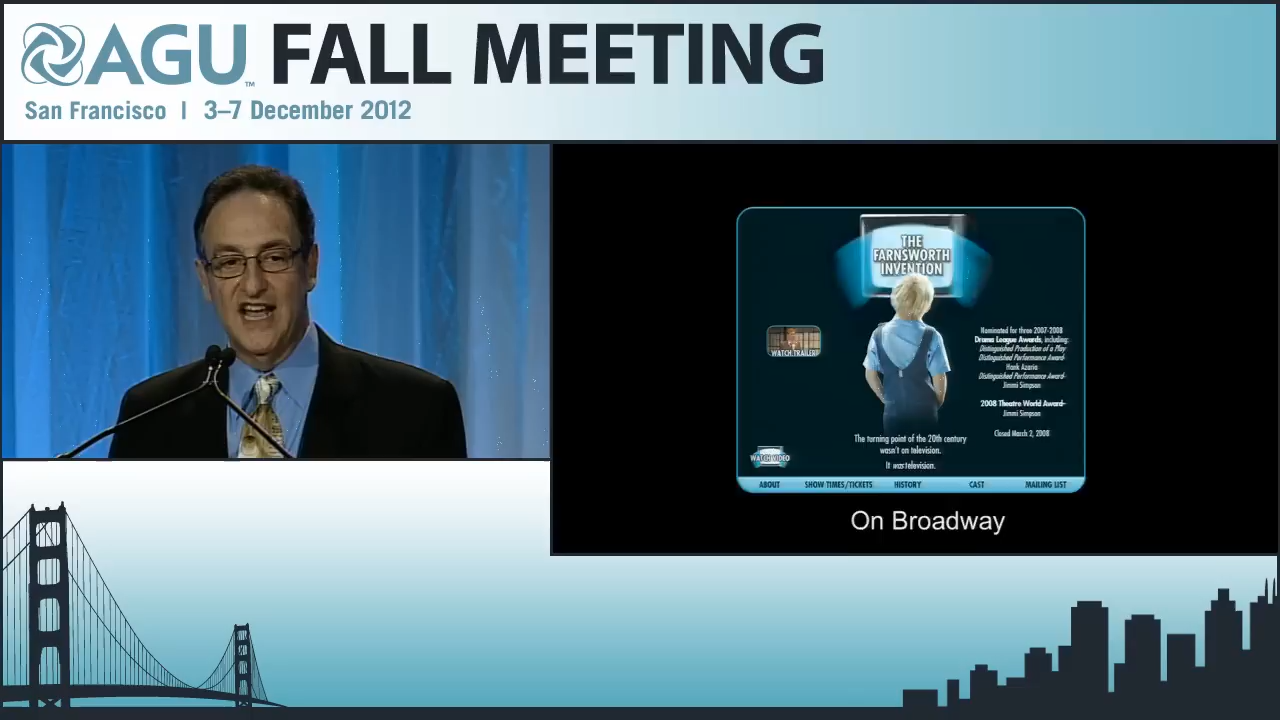 AGU™ FALL MEETING
San Francisco | 3–7 December 2012
THE
FARNSWORTH
INVENTION
WATCH TRAILER
Nominated for three 2007-2008
Drama League Awards, including:
Distinguished Production of a Play
Distinguished Performance Award-
Hank Azaria
Distinguished Performance Award-
Jimmi Simpson
2008 Theatre World Award-
Jimmi Simpson
Closed March 2, 2008
The turning point of the 20th century
wasn't on television.
It was television.
WATCH VIDEO
ABOUT SHOW TIMES/TICKETS HISTORY CAST MAILING LIST
On Broadway